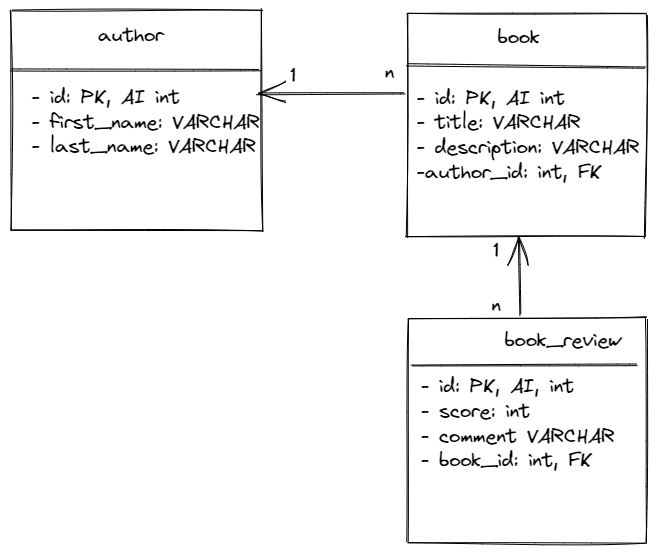 author
- id: PK, AI int
- first_name: VARCHAR
- last_name: VARCHAR
1
n
book
- id: PK, AI int
- title: VARCHAR
- description: VARCHAR
-author_id: int, FK
1
n
book_review
- id: PK, AI, int
- score: int
- comment VARCHAR
- book_id: int, FK